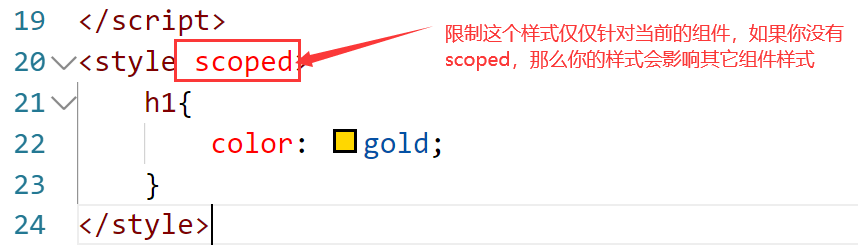 19 </script>
限制这个样式仅仅针对当前的组件，如果你没有
20 <style scoped>
scoped，那么你的样式会影响其它组件样式
21 h1{
22 color: gold;
23 }
24 </style>